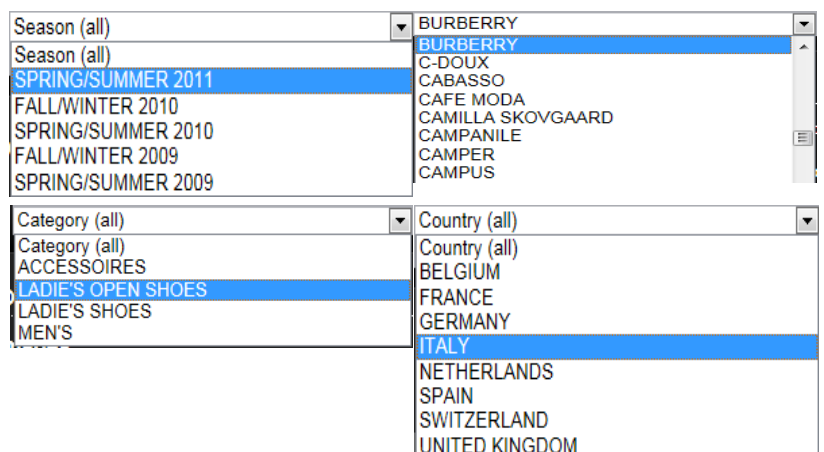 Season (all)
Season (all)
SPRING/SUMMER 2011
FALL/WINTER 2010
SPRING/SUMMER 2010
FALL/WINTER 2009
SPRING/SUMMER 2009
BURBERRY
BURBERRY
C-DOUX
CABASSO
CAFE MODA
CAMILLA SKOVGAARD
CAMPANILE
CAMPER
CAMPUS
Category (all)
Category (all)
ACCESSOIRES
LADIE'S OPEN SHOES
LADIE'S SHOES
MEN'S
Country (all)
Country (all)
BELGIUM
FRANCE
GERMANY
ITALY
NETHERLANDS
SPAIN
SWITZERLAND
UNITED KINGDOM